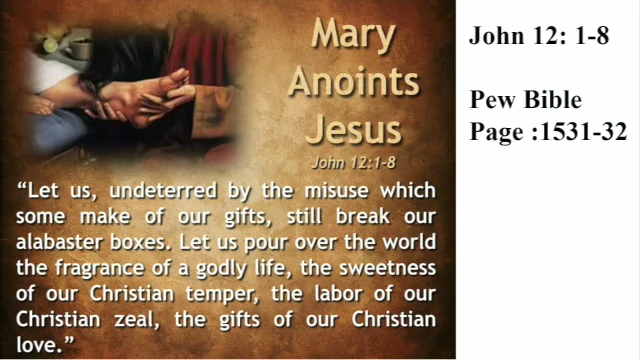 Mary
Anoints
Jesus
John 12:1-8
“Let us, undeterred by the misuse which
some make of our gifts, still break our
alabaster boxes. Let us pour over the world
the fragrance of a godly life, the sweetness
of our Christian temper, the labor of our
Christian zeal, the gifts of our Christian
love.”
John 12: 1-8
Pew Bible
Page :1531-32